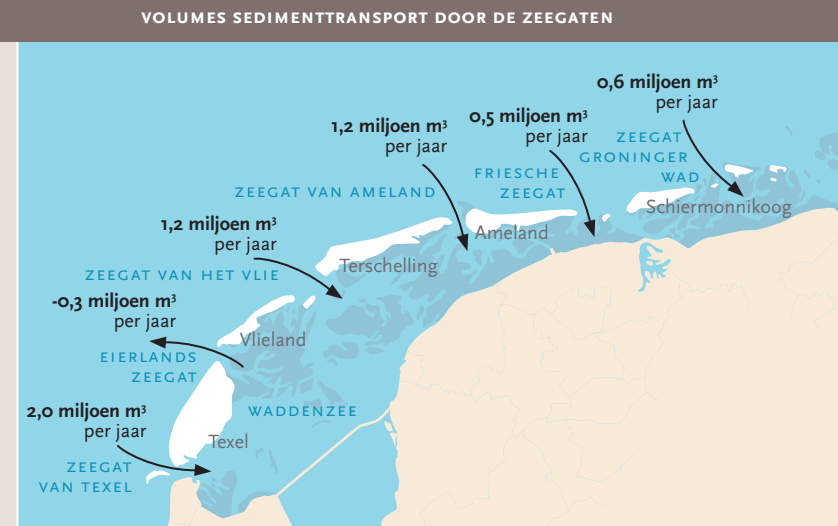 VOLUMES SEDIMENTTRANSPORT DOOR DE ZEEGATEN
0,6 miljoen m³
per jaar
ZEEGAT
GRONINGER
WAD
Schiermonnikoog
0,5 miljoen m³
per jaar
FRIESCHE
ZEEGAT
Ameland
1,2 miljoen m³
per jaar
ZEEGAT VAN AMELAND
Terschelling
1,2 miljoen m³
per jaar
ZEEGAT VAN HET VLIE
Vlieland
-0,3 miljoen m³
per jaar
EIERLANDS
ZEEGAT
WADDENZEE
2,0 miljoen m³
per jaar
Texel
ZEEGAT
VAN TEXEL